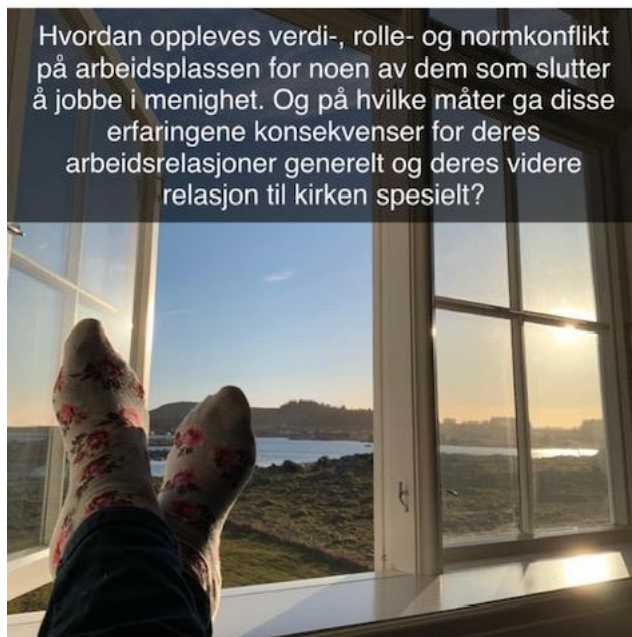 Hvordan oppleves verdi-, rolle- og normkonflikt
på arbeidsplassen for noen av dem som slutter
å jobbe i menighet. Og på hvilke måter ga disse
erfaringene konsekvenser for deres
arbeidsrelasjoner generelt og deres videre
relasjon til kirken spesielt?